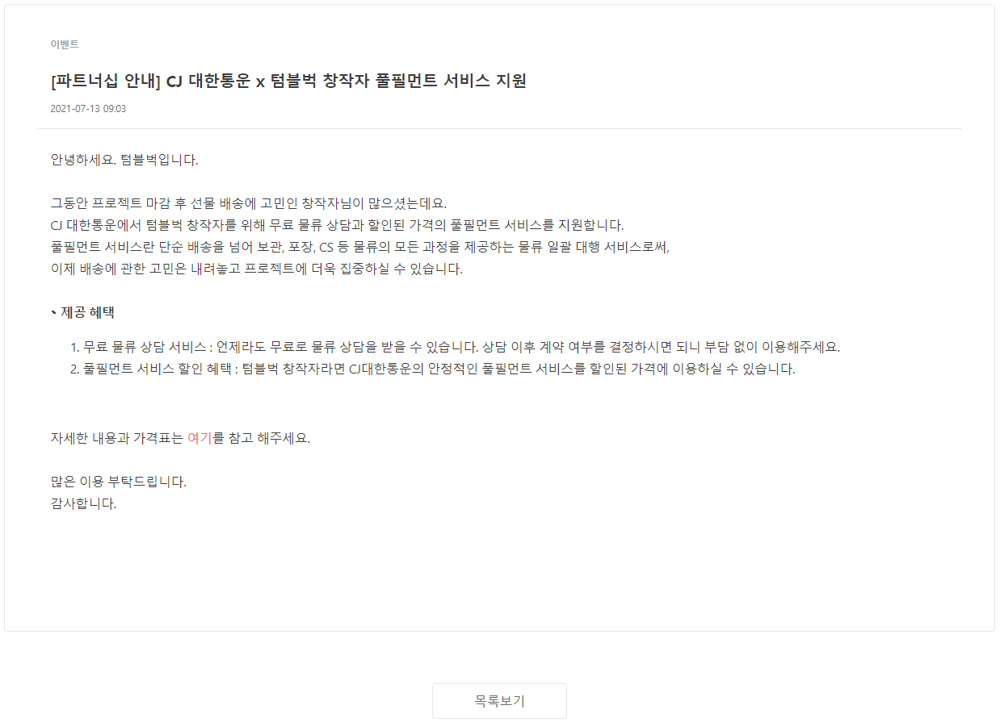 이벤트
[파트너십 안내] CJ 대한통운 x 텀블벅 창작자 풀필먼트 서비스 지원
2021-07-13 09:03
안녕하세요. 텀블벅입니다.
그동안 프로젝트 마감 후 선물 배송에 고민인 창작자님이 많으셨는데요.
CJ 대한통운에서 텀블벅 창작자를 위해 무료 물류 상담과 할인된 가격의 풀필먼트 서비스를 지원합니다.
풀필먼트 서비스란 단순 배송을 넘어 보관, 포장, CS 등 물류의 모든 과정을 제공하는 물류 일괄 대행 서비스로써,
이제 배송에 관한 고민은 내려놓고 프로젝트에 더욱 집중하실 수 있습니다.
제공 혜택
1. 무료 물류 상담 서비스 : 언제라도 무료로 물류 상담을 받을 수 있습니다. 상담 이후 계약 여부를 결정하시면 되니 부담 없이 이용해주세요.
2. 풀필먼트 서비스 할인 혜택 : 텀블벅 창작자라면 CJ대한통운의 안정적인 풀필먼트 서비스를 할인된 가격에 이용하실 수 있습니다.
자세한 내용과 가격표는 여기를 참고 해주세요.
많은 이용 부탁드립니다.
감사합니다.
목록보기